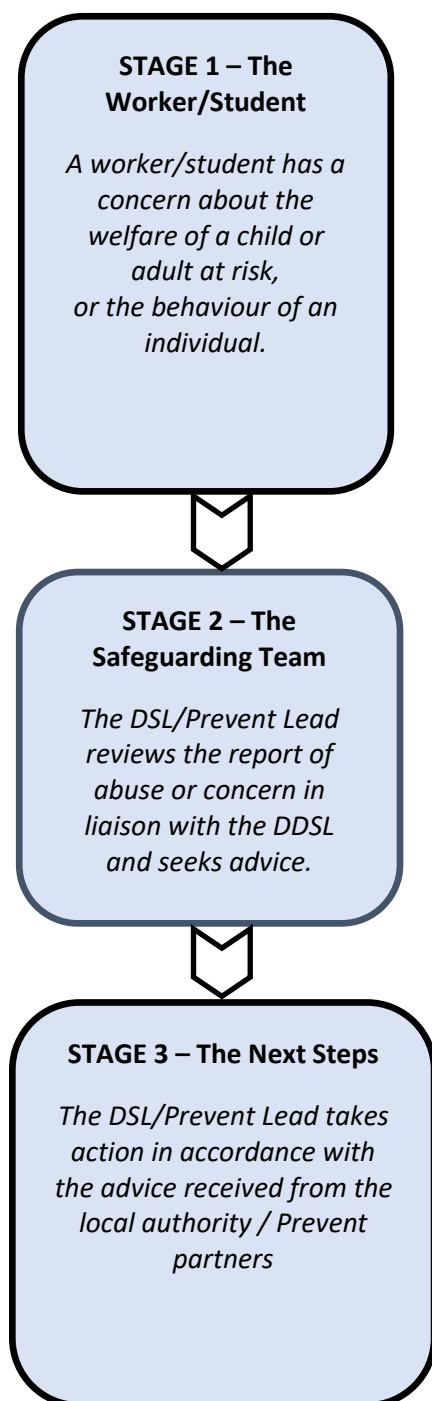 STAGE 1 – The
Worker/Student
A worker/student has a
concern about the
welfare of a child or
adult at risk,
or the behaviour of an
individual.
STAGE 2 – The
Safeguarding Team
The DSL/Prevent Lead
reviews the report of
abuse or concern in
liaison with the DDSL
and seeks advice.
STAGE 3 – The Next Steps
The DSL/Prevent Lead takes
action in accordance with
the advice received from the
local authority / Prevent
partners